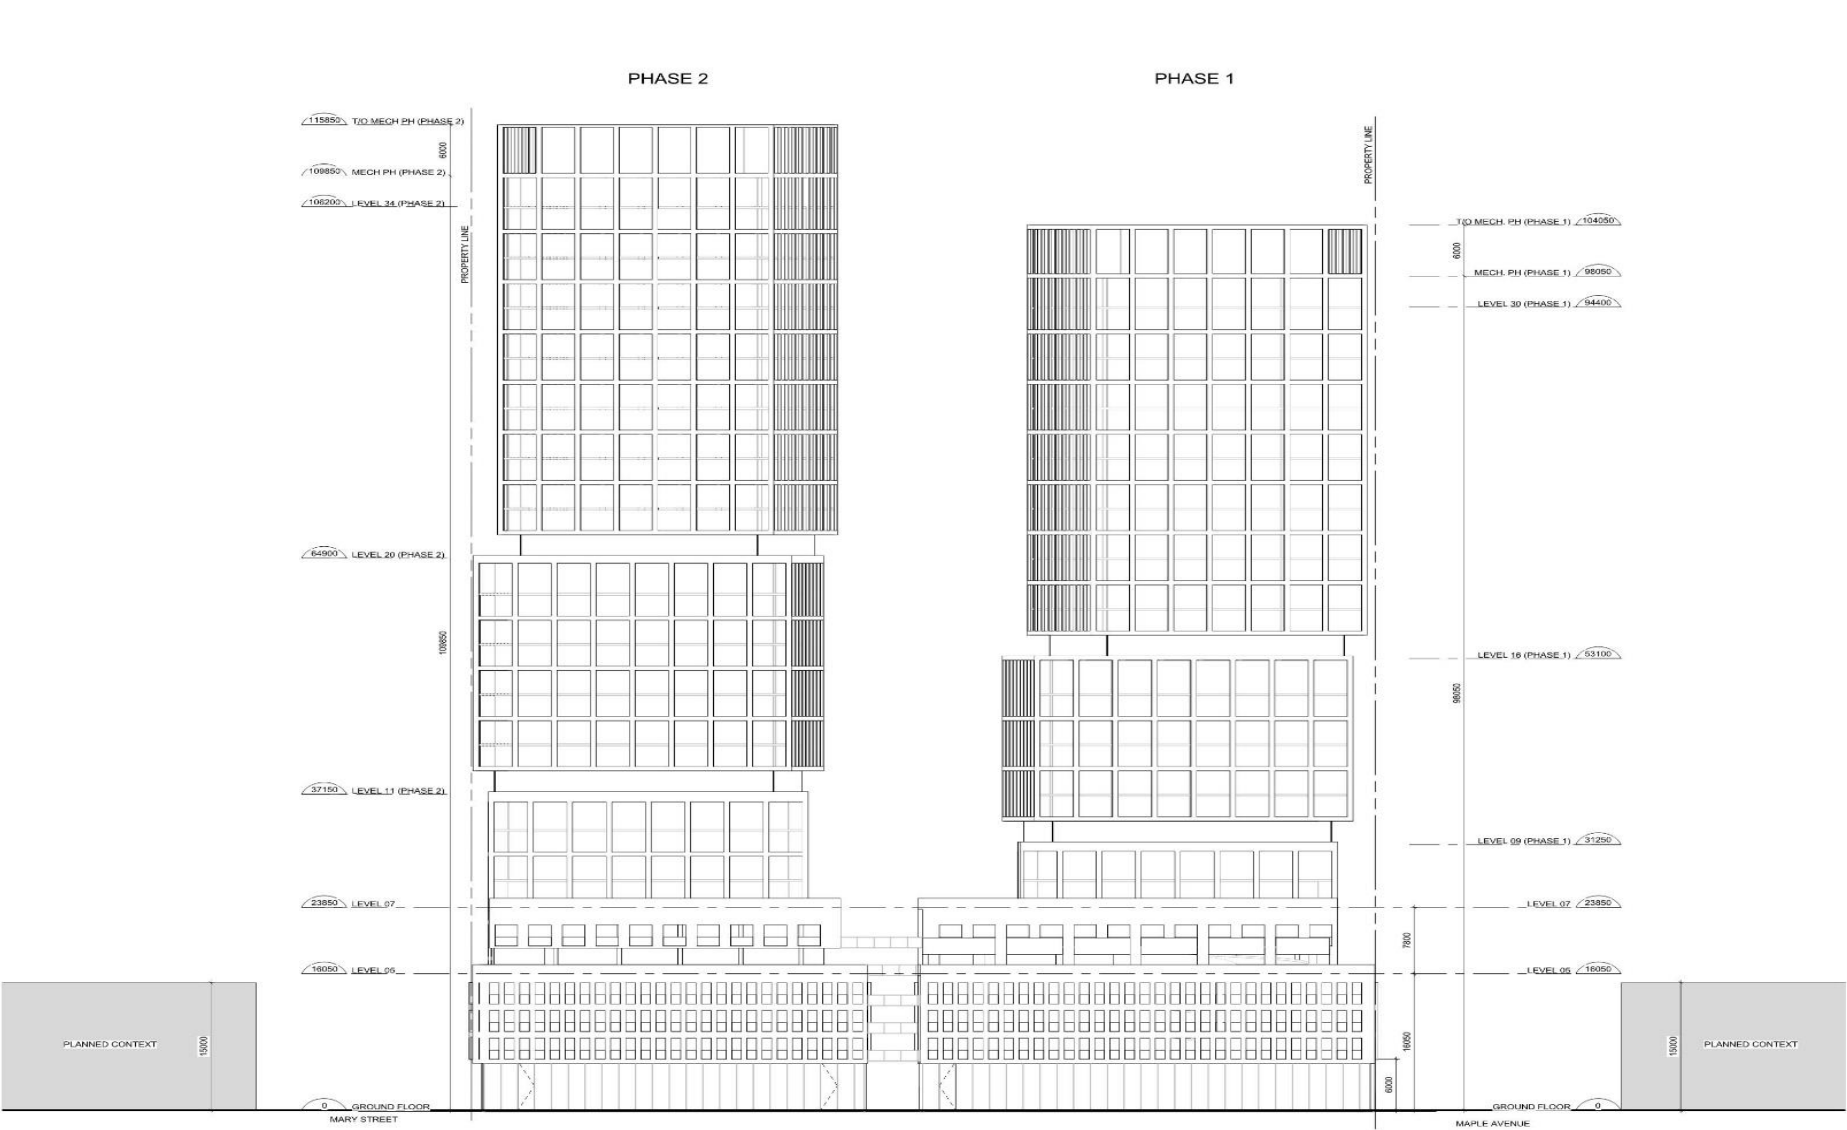 PHASE 2
PHASE 1
115850 T/O MECH PH (PHASE 2)
6000
109850 MECH PH (PHASE 2)
106200 LEVEL 34 (PHASE 2)
PROPERTY LINE
PROPERTY LINE
T/O MECH. PH (PHASE 1) 104050
6000
MECH. PH (PHASE 1) 98050
LEVEL 30 (PHASE 1) 94400
64900 LEVEL 20 (PHASE 2)
109850
LEVEL 16 (PHASE 1) 53100
98050
37150 LEVEL 11 (PHASE 2)
LEVEL 09 (PHASE 1) 31250
23850 LEVEL 07
LEVEL 07 23850
7800
16050 LEVEL 05
LEVEL 05 16050
PLANNED CONTEXT
15000
16050
6000
15000
PLANNED CONTEXT
0 GROUND FLOOR
MARY STREET
GROUND FLOOR 0
MAPLE AVENUE